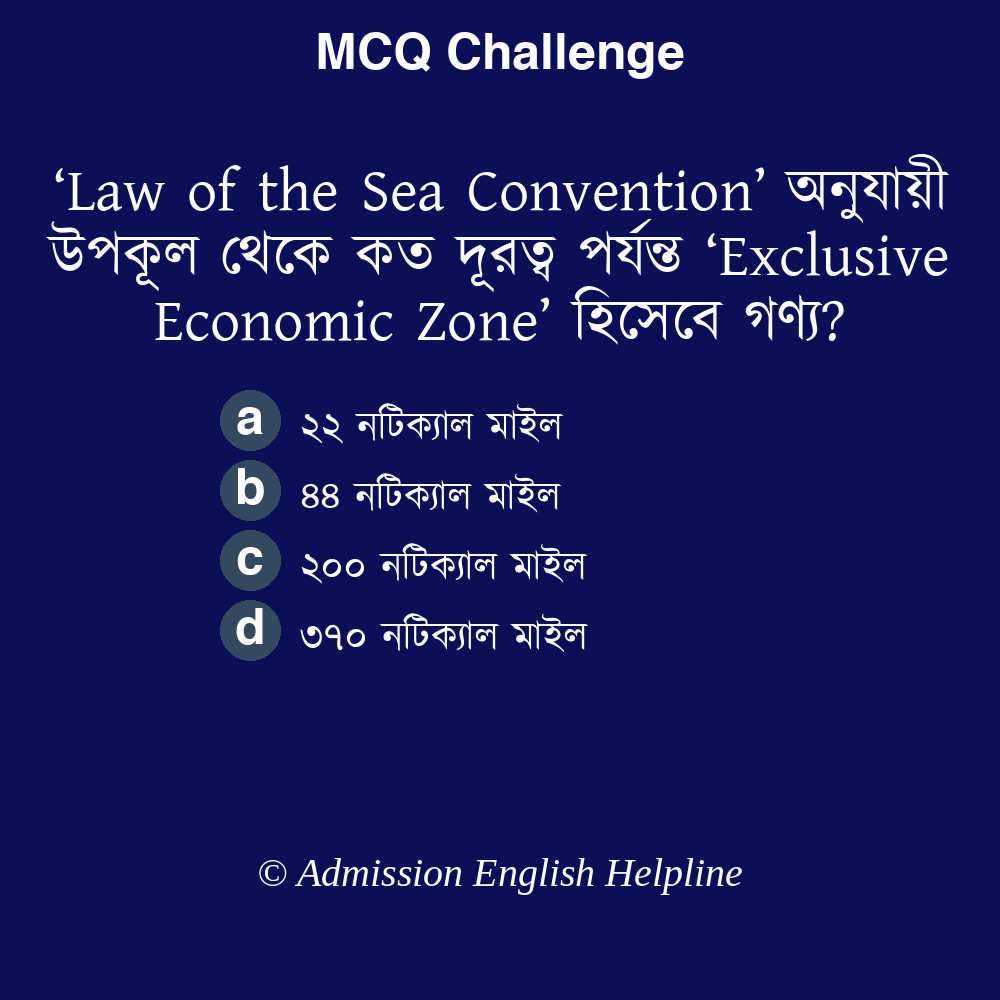 MCQ Challenge
‘Law of the Sea Convention’ অনুযায়ী
উপকূল থেকে কত দূরত্ব পর্যন্ত ‘Exclusive
Economic Zone’ হিসেবে গণ্য?
a ২২ নটিক্যাল মাইল
b ৪৪ নটিক্যাল মাইল
c ২০০ নটিক্যাল মাইল
d ৩৭০ নটিক্যাল মাইল
© Admission English Helpline